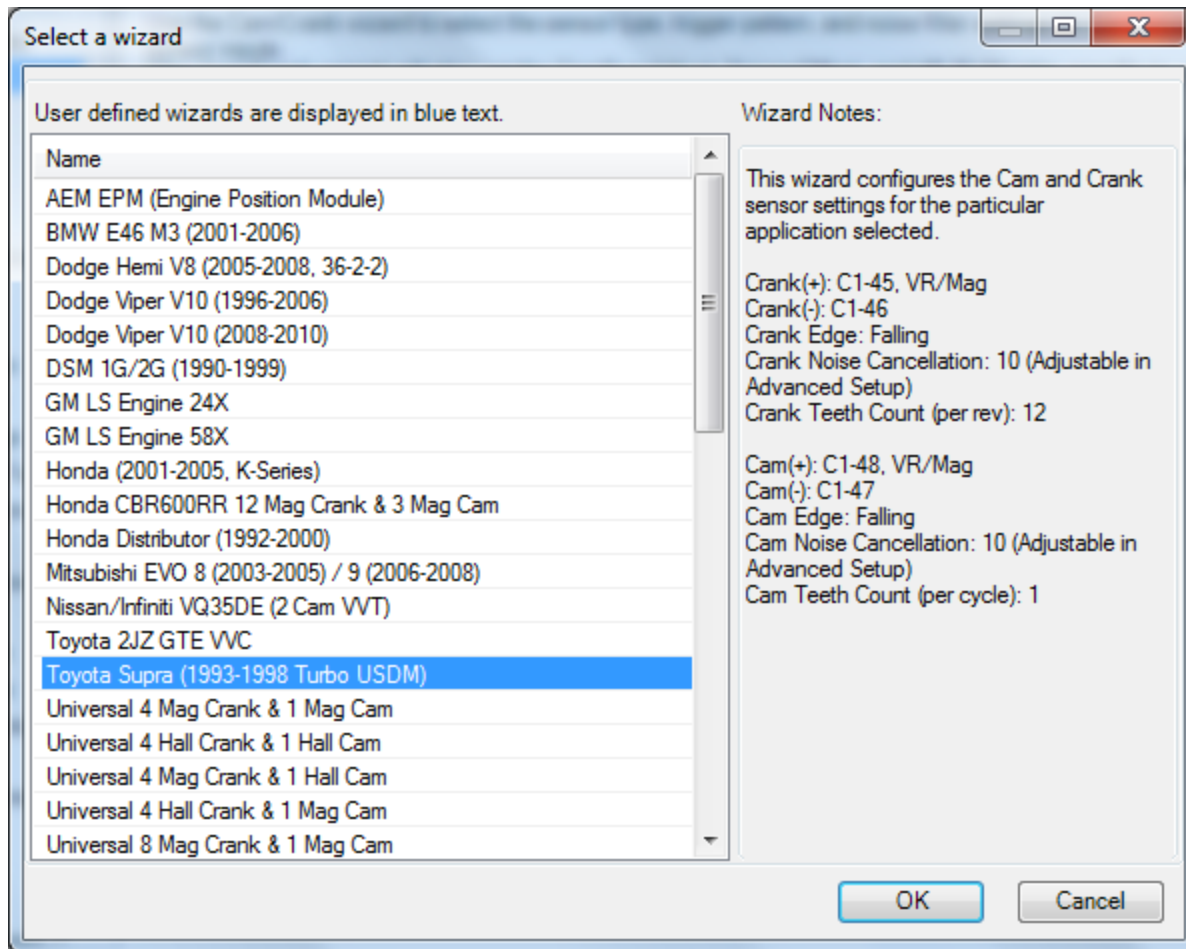 Select a wizard
User defined wizards are displayed in blue text.
Name
AEM EPM (Engine Position Module)
BMW E46 M3 (2001-2006)
Dodge Hemi V8 (2005-2008, 36-2-2)
Dodge Viper V10 (1996-2006)
Dodge Viper V10 (2008-2010)
DSM 1G/2G (1990-1999)
GM LS Engine 24X
GM LS Engine 58X
Honda (2001-2005, K-Series)
Honda CBR600RR 12 Mag Crank & 3 Mag Cam
Honda Distributor (1992-2000)
Mitsubishi EVO 8 (2003-2005) / 9 (2006-2008)
Nissan/Infiniti VQ35DE (2 Cam VVT)
Toyota 2JZ GTE VVC
Toyota Supra (1993-1998 Turbo USDM)
Universal 4 Mag Crank & 1 Mag Cam
Universal 4 Hall Crank & 1 Hall Cam
Universal 4 Mag Crank & 1 Hall Cam
Universal 4 Hall Crank & 1 Mag Cam
Universal 8 Mag Crank & 1 Mag Cam
Wizard Notes:
This wizard configures the Cam and Crank
sensor settings for the particular
application selected.
Crank(+): C1-45, VR/Mag
Crank(-): C1-46
Crank Edge: Falling
Crank Noise Cancellation: 10 (Adjustable in
Advanced Setup)
Crank Teeth Count (per rev): 12
Cam(+): C1-48, VR/Mag
Cam(-): C1-47
Cam Edge: Falling
Cam Noise Cancellation: 10 (Adjustable in
Advanced Setup)
Cam Teeth Count (per cycle): 1
OK
Cancel